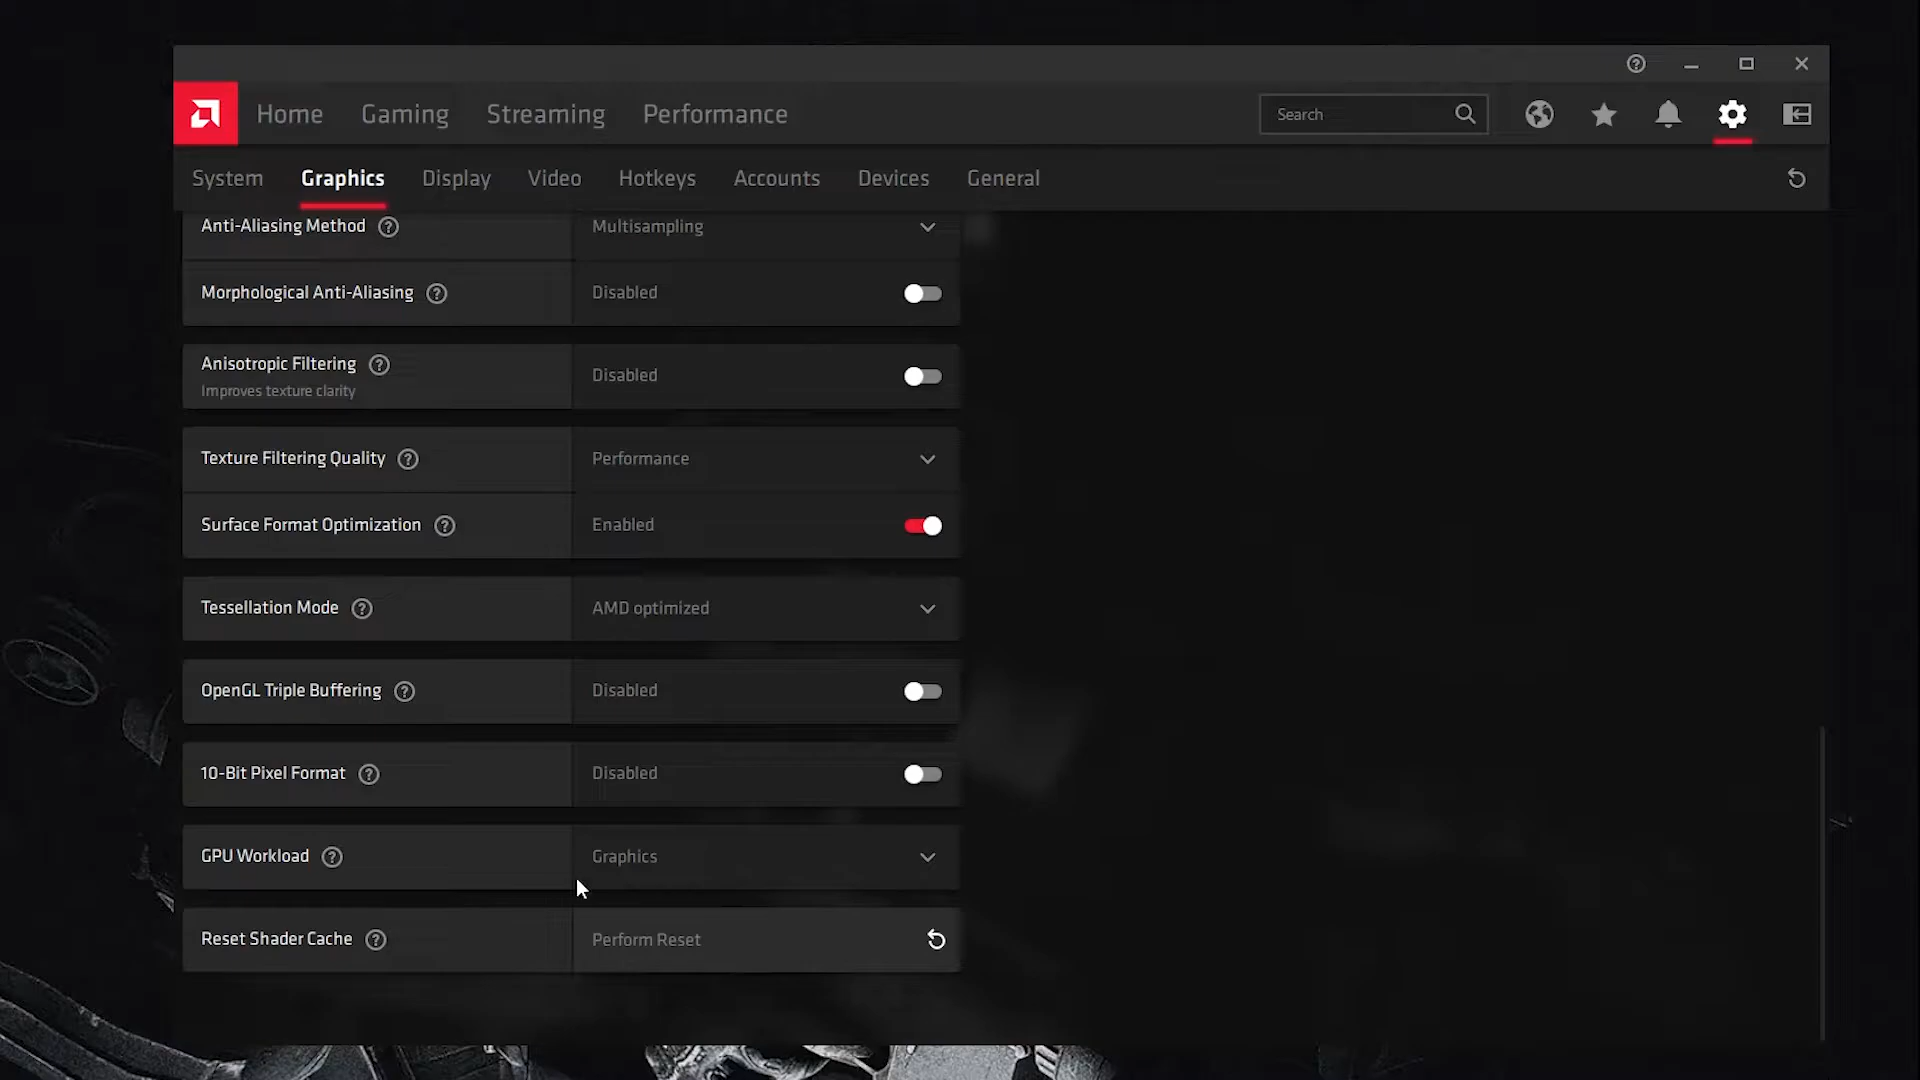 Home Gaming Streaming Performance Search
System Graphics Display Video Hotkeys Accounts Devices General
Anti-Aliasing Method Multisampling
Morphological Anti-Aliasing Disabled
Anisotropic Filtering Disabled
Improves texture clarity
Texture Filtering Quality Performance
Surface Format Optimization Enabled
Tessellation Mode AMD optimized
OpenGL Triple Buffering Disabled
10-Bit Pixel Format Disabled
GPU Workload Graphics
Reset Shader Cache Perform Reset